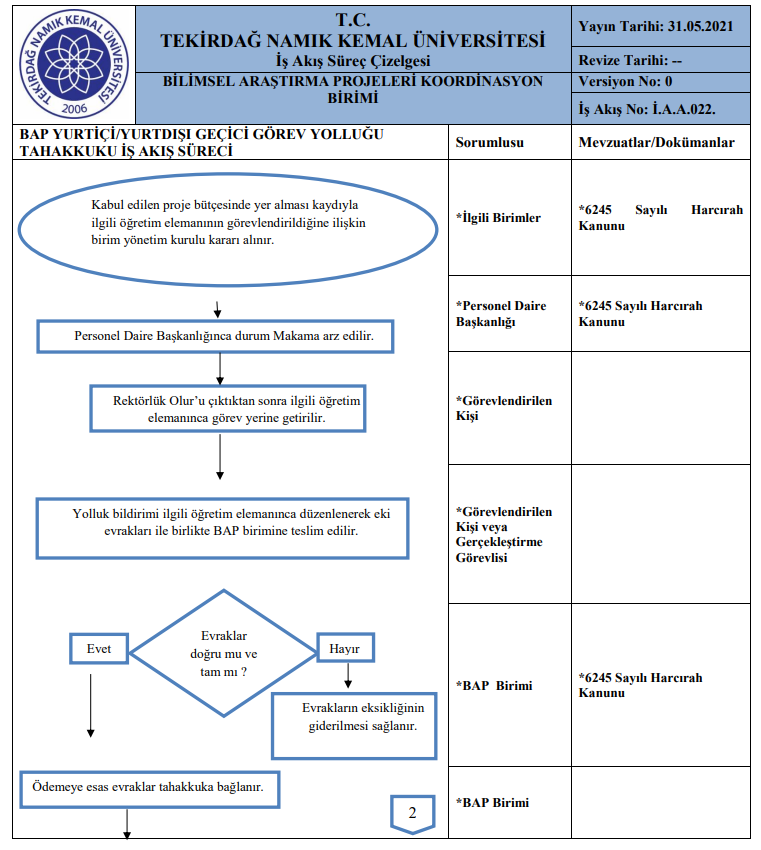 TEKİRDAĞ NAMIK KEMAL ÜNİVERSİTESİ
2006
T.C.
TEKİRDAĞ NAMIK KEMAL ÜNİVERSİTESİ
İş Akış Süreç Çizelgesi
BİLİMSEL ARAŞTIRMA PROJELERİ KOORDİNASYON
BİRİMİ
Yayın Tarihi: 31.05.2021
Revize Tarihi: --
Versiyon No: 0
İş Akış No: İ.A.A.022.
BAP YURTİÇİ/YURTDIŞI GEÇİCİ GÖREV YOLLUĞU
TAHAKKUKU İŞ AKIŞ SÜRECİ
Sorumlusu
Mevzuatlar/Dokümanlar
Kabul edilen proje bütçesinde yer alması kaydıyla
ilgili öğretim elemanının görevlendirildiğine ilişkin
birim yönetim kurulu kararı alınır.
*İlgili Birimler
*6245 Sayılı Harcırah
Kanunu
Personel Daire Başkanlığınca durum Makama arz edilir.
*Personel Daire
Başkanlığı
*6245 Sayılı Harcırah
Kanunu
Rektörlük Olur’u çıktıktan sonra ilgili öğretim
elemanınca görev yerine getirilir.
*Görevlendirilen
Kişi
Yolluk bildirimi ilgili öğretim elemanınca düzenlenerek eki
evrakları ile birlikte BAP birimine teslim edilir.
*Görevlendirilen
Kişi veya
Gerçekleştirme
Görevlisi
Evraklar
doğru mu ve
tam mı ?
Evet
Hayır
Evrakların eksikliğinin
giderilmesi sağlanır.
*BAP Birimi
*6245 Sayılı Harcırah
Kanunu
Ödemeye esas evraklar tahakkuka bağlanır.
2
*BAP Birimi